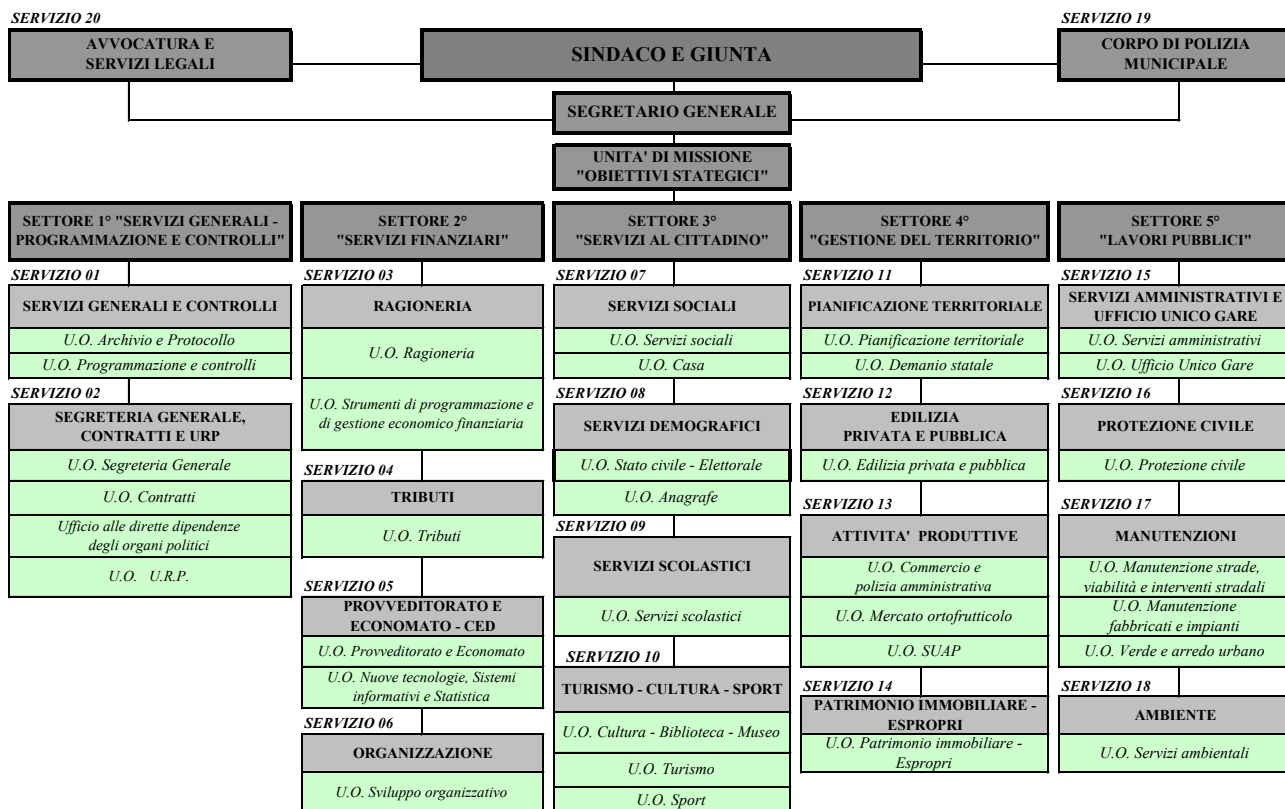 SERVIZIO 20
AVVOCATURA E
SERVIZI LEGALI
SINDACO E GIUNTA
SERVIZIO 19
CORPO DI POLIZIA
MUNICIPALE
SEGRETARIO GENERALE
UNITA' DI MISSIONE
"OBIETTIVI STATEGICI"
SETTORE 1° "SERVIZI GENERALI -
PROGRAMMAZIONE E CONTROLLI"
SERVIZIO 01
SERVIZI GENERALI E CONTROLLI
U.O. Archivio e Protocollo
U.O. Programmazione e controlli
SERVIZIO 02
SEGRETERIA GENERALE,
CONTRATTI E URP
U.O. Segreteria Generale
U.O. Contratti
Ufficio alle dirette dipendenze
degli organi politici
U.O. U.R.P.
SETTORE 2°
"SERVIZI FINANZIARI"
SERVIZIO 03
RAGIONERIA
U.O. Ragioneria
U.O. Strumenti di programmazione e
di gestione economico finanziaria
SERVIZIO 04
TRIBUTI
U.O. Tributi
SERVIZIO 05
PROVVEDITORATO E
ECONOMATO - CED
U.O. Provveditorato e Economato
U.O. Nuove tecnologie, Sistemi
informativi e Statistica
SERVIZIO 06
ORGANIZZAZIONE
U.O. Sviluppo organizzativo
SETTORE 3°
"SERVIZI AL CITTADINO"
SERVIZIO 07
SERVIZI SOCIALI
U.O. Servizi sociali
U.O. Casa
SERVIZIO 08
SERVIZI DEMOGRAFICI
U.O. Stato civile - Elettorale
U.O. Anagrafe
SERVIZIO 09
SERVIZI SCOLASTICI
U.O. Servizi scolastici
SERVIZIO 10
TURISMO - CULTURA - SPORT
U.O. Cultura - Biblioteca - Museo
U.O. Turismo
U.O. Sport
SETTORE 4°
"GESTIONE DEL TERRITORIO"
SERVIZIO 11
PIANIFICAZIONE TERRITORIALE
U.O. Pianificazione territoriale
U.O. Demanio statale
SERVIZIO 12
EDILIZIA
PRIVATA E PUBBLICA
U.O. Edilizia privata e pubblica
SERVIZIO 13
ATTIVITA' PRODUTTIVE
U.O. Commercio e
polizia amministrativa
U.O. Mercato ortofrutticolo
U.O. SUAP
SERVIZIO 14
PATRIMONIO IMMOBILIARE -
ESPROPRI
U.O. Patrimonio immobiliare -
Espropri
SETTORE 5°
"LAVORI PUBBLICI"
SERVIZIO 15
SERVIZI AMMINISTRATIVI E
UFFICIO UNICO GARE
U.O. Servizi amministrativi
U.O. Ufficio Unico Gare
SERVIZIO 16
PROTEZIONE CIVILE
U.O. Protezione civile
SERVIZIO 17
MANUTENZIONI
U.O. Manutenzione strade,
viabilità e interventi stradali
U.O. Manutenzione
fabbricati e impianti
U.O. Verde e arredo urbano
SERVIZIO 18
AMBIENTE
U.O. Servizi ambientali